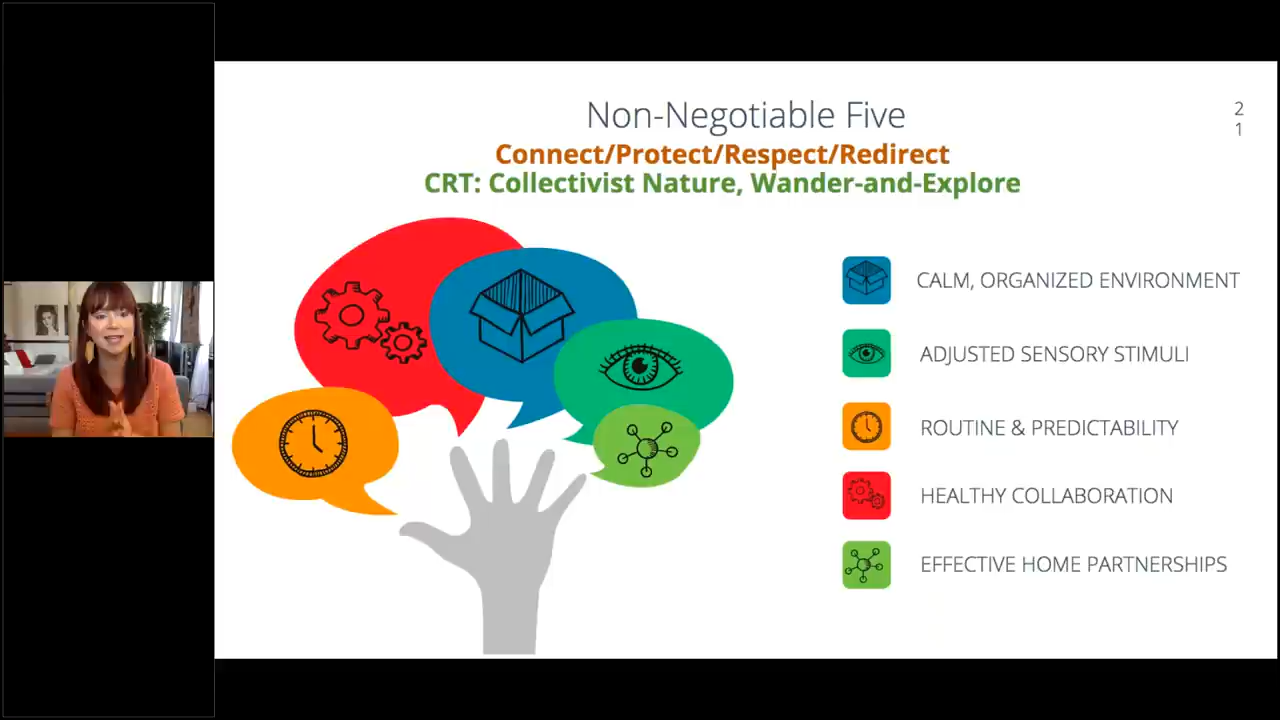 Non-Negotiable Five
2
1
Connect/Protect/Respect/Redirect
CRT: Collectivist Nature, Wander-and-Explore
CALM, ORGANIZED ENVIRONMENT
ADJUSTED SENSORY STIMULI
ROUTINE & PREDICTABILITY
HEALTHY COLLABORATION
EFFECTIVE HOME PARTNERSHIPS